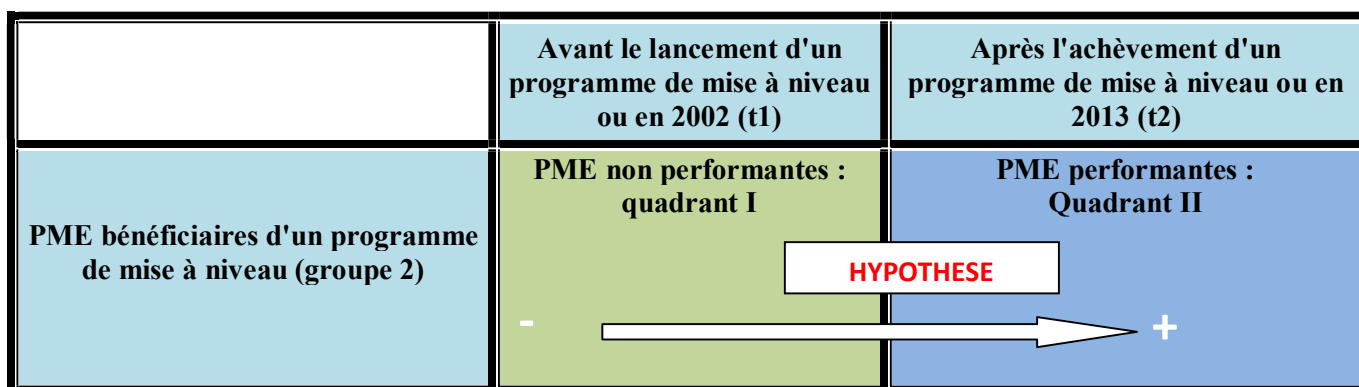 Avant le lancement d'un
programme de mise à niveau
ou en 2002 (t1)
Après l'achèvement d'un
programme de mise à niveau ou en
2013 (t2)
PME bénéficiaires d'un programme
de mise à niveau (groupe 2)
PME non performantes :
quadrant I
PME performantes :
Quadrant II
HYPOTHESE
-
+